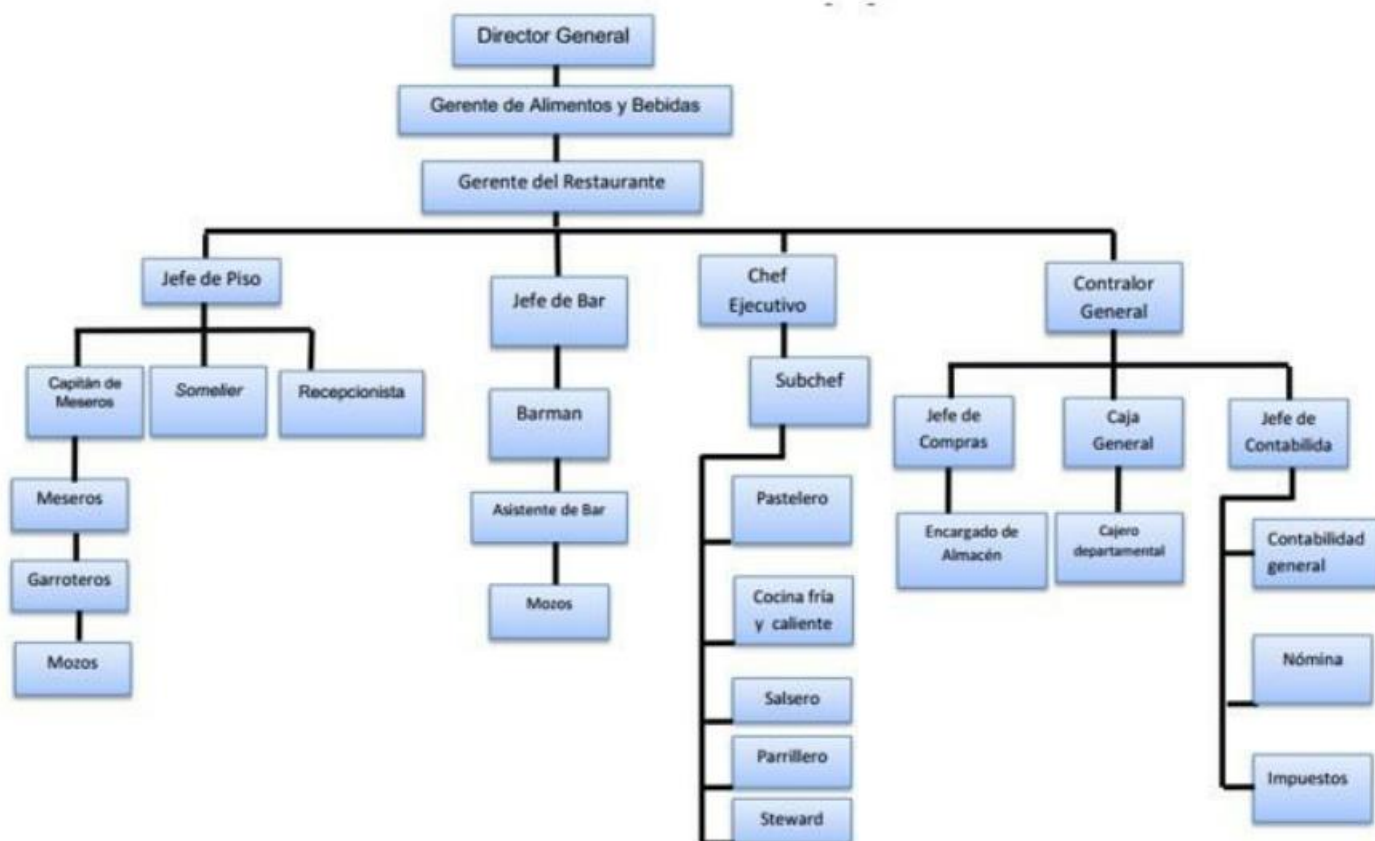 Director General
Gerente de Alimentos y Bebidas
Gerente del Restaurante
Jefe de Piso
Jefe de Bar
Chef
Ejecutivo
Contralor
General
Capitán de
Meseros
Somelier
Recepcionista
Barman
Subchef
Jefe de
Compras
Caja
General
Jefe de
Contabilida
Meseros
Asistente de Bar
Pastelero
Encargado de
Almacén
Cajero
departamental
Contabilidad
general
Garroteros
Mozos
Cocina fría
y caliente
Mozos
Nómina
Salsero
Parrillero
Impuestos
Steward